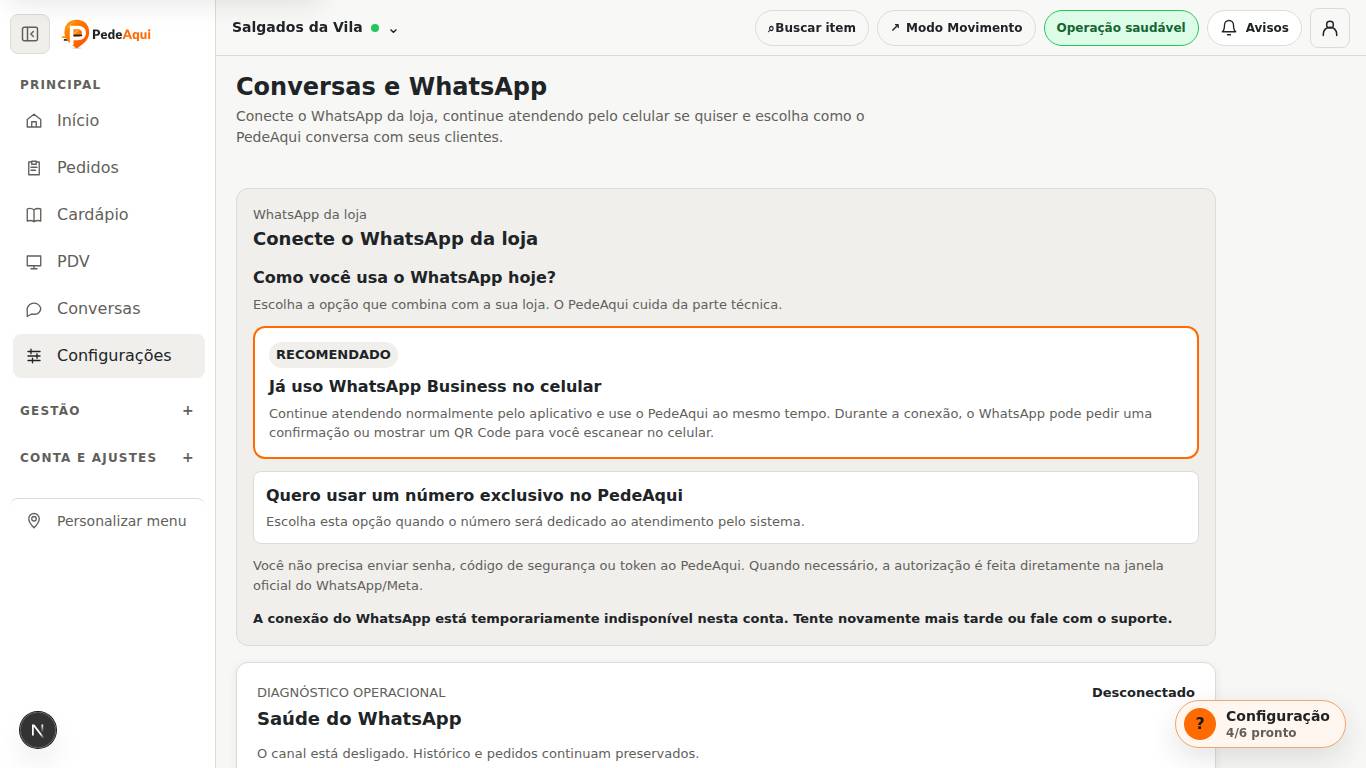 PedeAqui
PRINCIPAL
Início
Pedidos
Cardápio
PDV
Conversas
Configurações
GESTÃO +
CONTA E AJUSTES +
Personalizar menu
N
Salgados da Vila
Buscar item
↗ Modo Movimento
Operação saudável
Avisos
Conversas e WhatsApp
Conecte o WhatsApp da loja, continue atendendo pelo celular se quiser e escolha como o
PedeAqui conversa com seus clientes.
WhatsApp da loja
Conecte o WhatsApp da loja
Como você usa o WhatsApp hoje?
Escolha a opção que combina com a sua loja. O PedeAqui cuida da parte técnica.
RECOMENDADO
Já uso WhatsApp Business no celular
Continue atendendo normalmente pelo aplicativo e use o PedeAqui ao mesmo tempo. Durante a conexão, o WhatsApp pode pedir uma
confirmação ou mostrar um QR Code para você escanear no celular.
Quero usar um número exclusivo no PedeAqui
Escolha esta opção quando o número será dedicado ao atendimento pelo sistema.
Você não precisa enviar senha, código de segurança ou token ao PedeAqui. Quando necessário, a autorização é feita diretamente na janela
oficial do WhatsApp/Meta.
A conexão do WhatsApp está temporariamente indisponível nesta conta. Tente novamente mais tarde ou fale com o suporte.
DIAGNÓSTICO OPERACIONAL
Desconectado
Saúde do WhatsApp
O canal está desligado. Histórico e pedidos continuam preservados.
?
Configuração
4/6 pronto